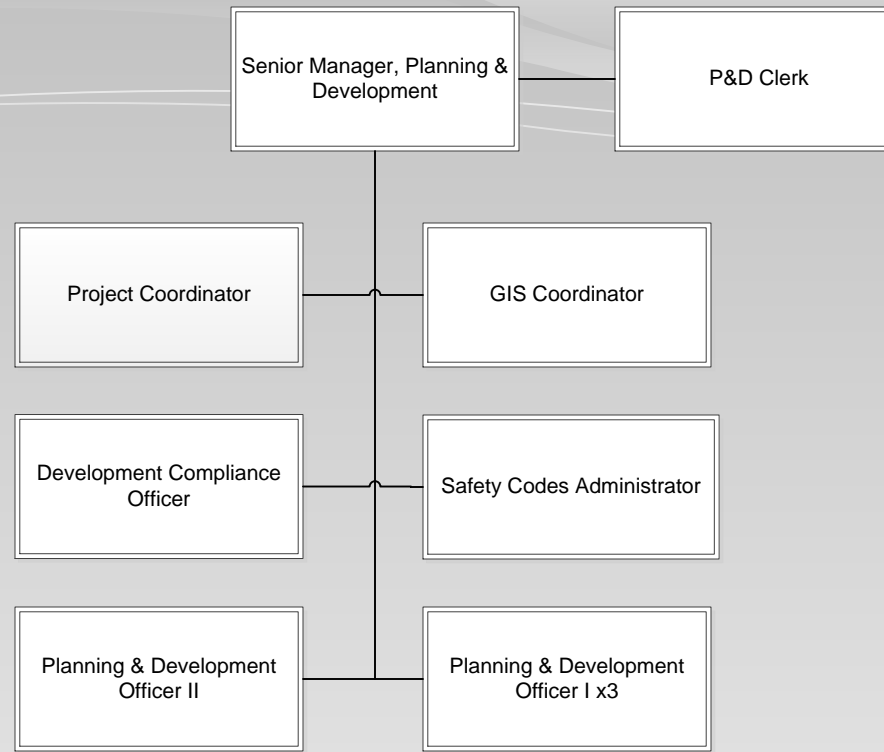 Senior Manager, Planning &
Development
P&D Clerk
Project Coordinator
GIS Coordinator
Development Compliance
Officer
Safety Codes Administrator
Planning & Development
Officer II
Planning & Development
Officer I x3